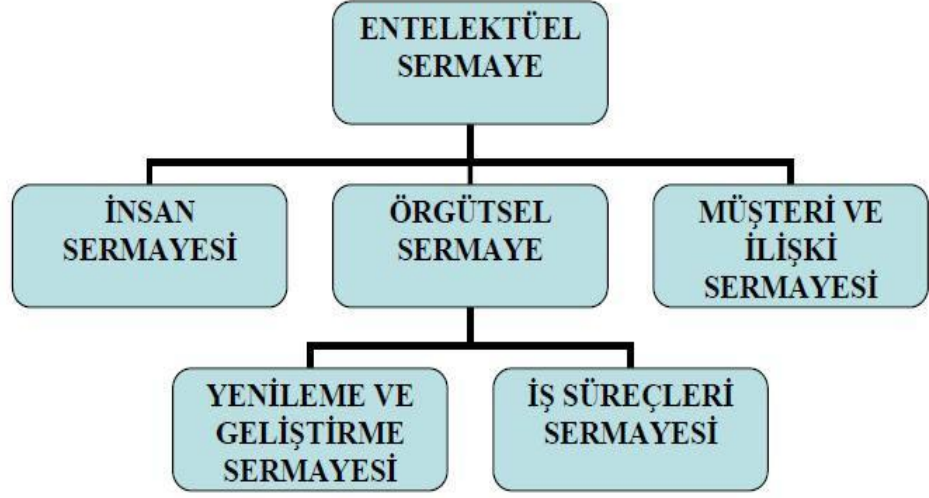 ENTELEKTÜEL
SERMAYE
İNSAN
SERMAYESİ
ÖRGÜTSEL
SERMAYE
MÜŞTERİ VE
İLİŞKİ
SERMAYESİ
YENİLEME VE
GELİŞTİRME
SERMAYESİ
İŞ SÜREÇLERİ
SERMAYESİ